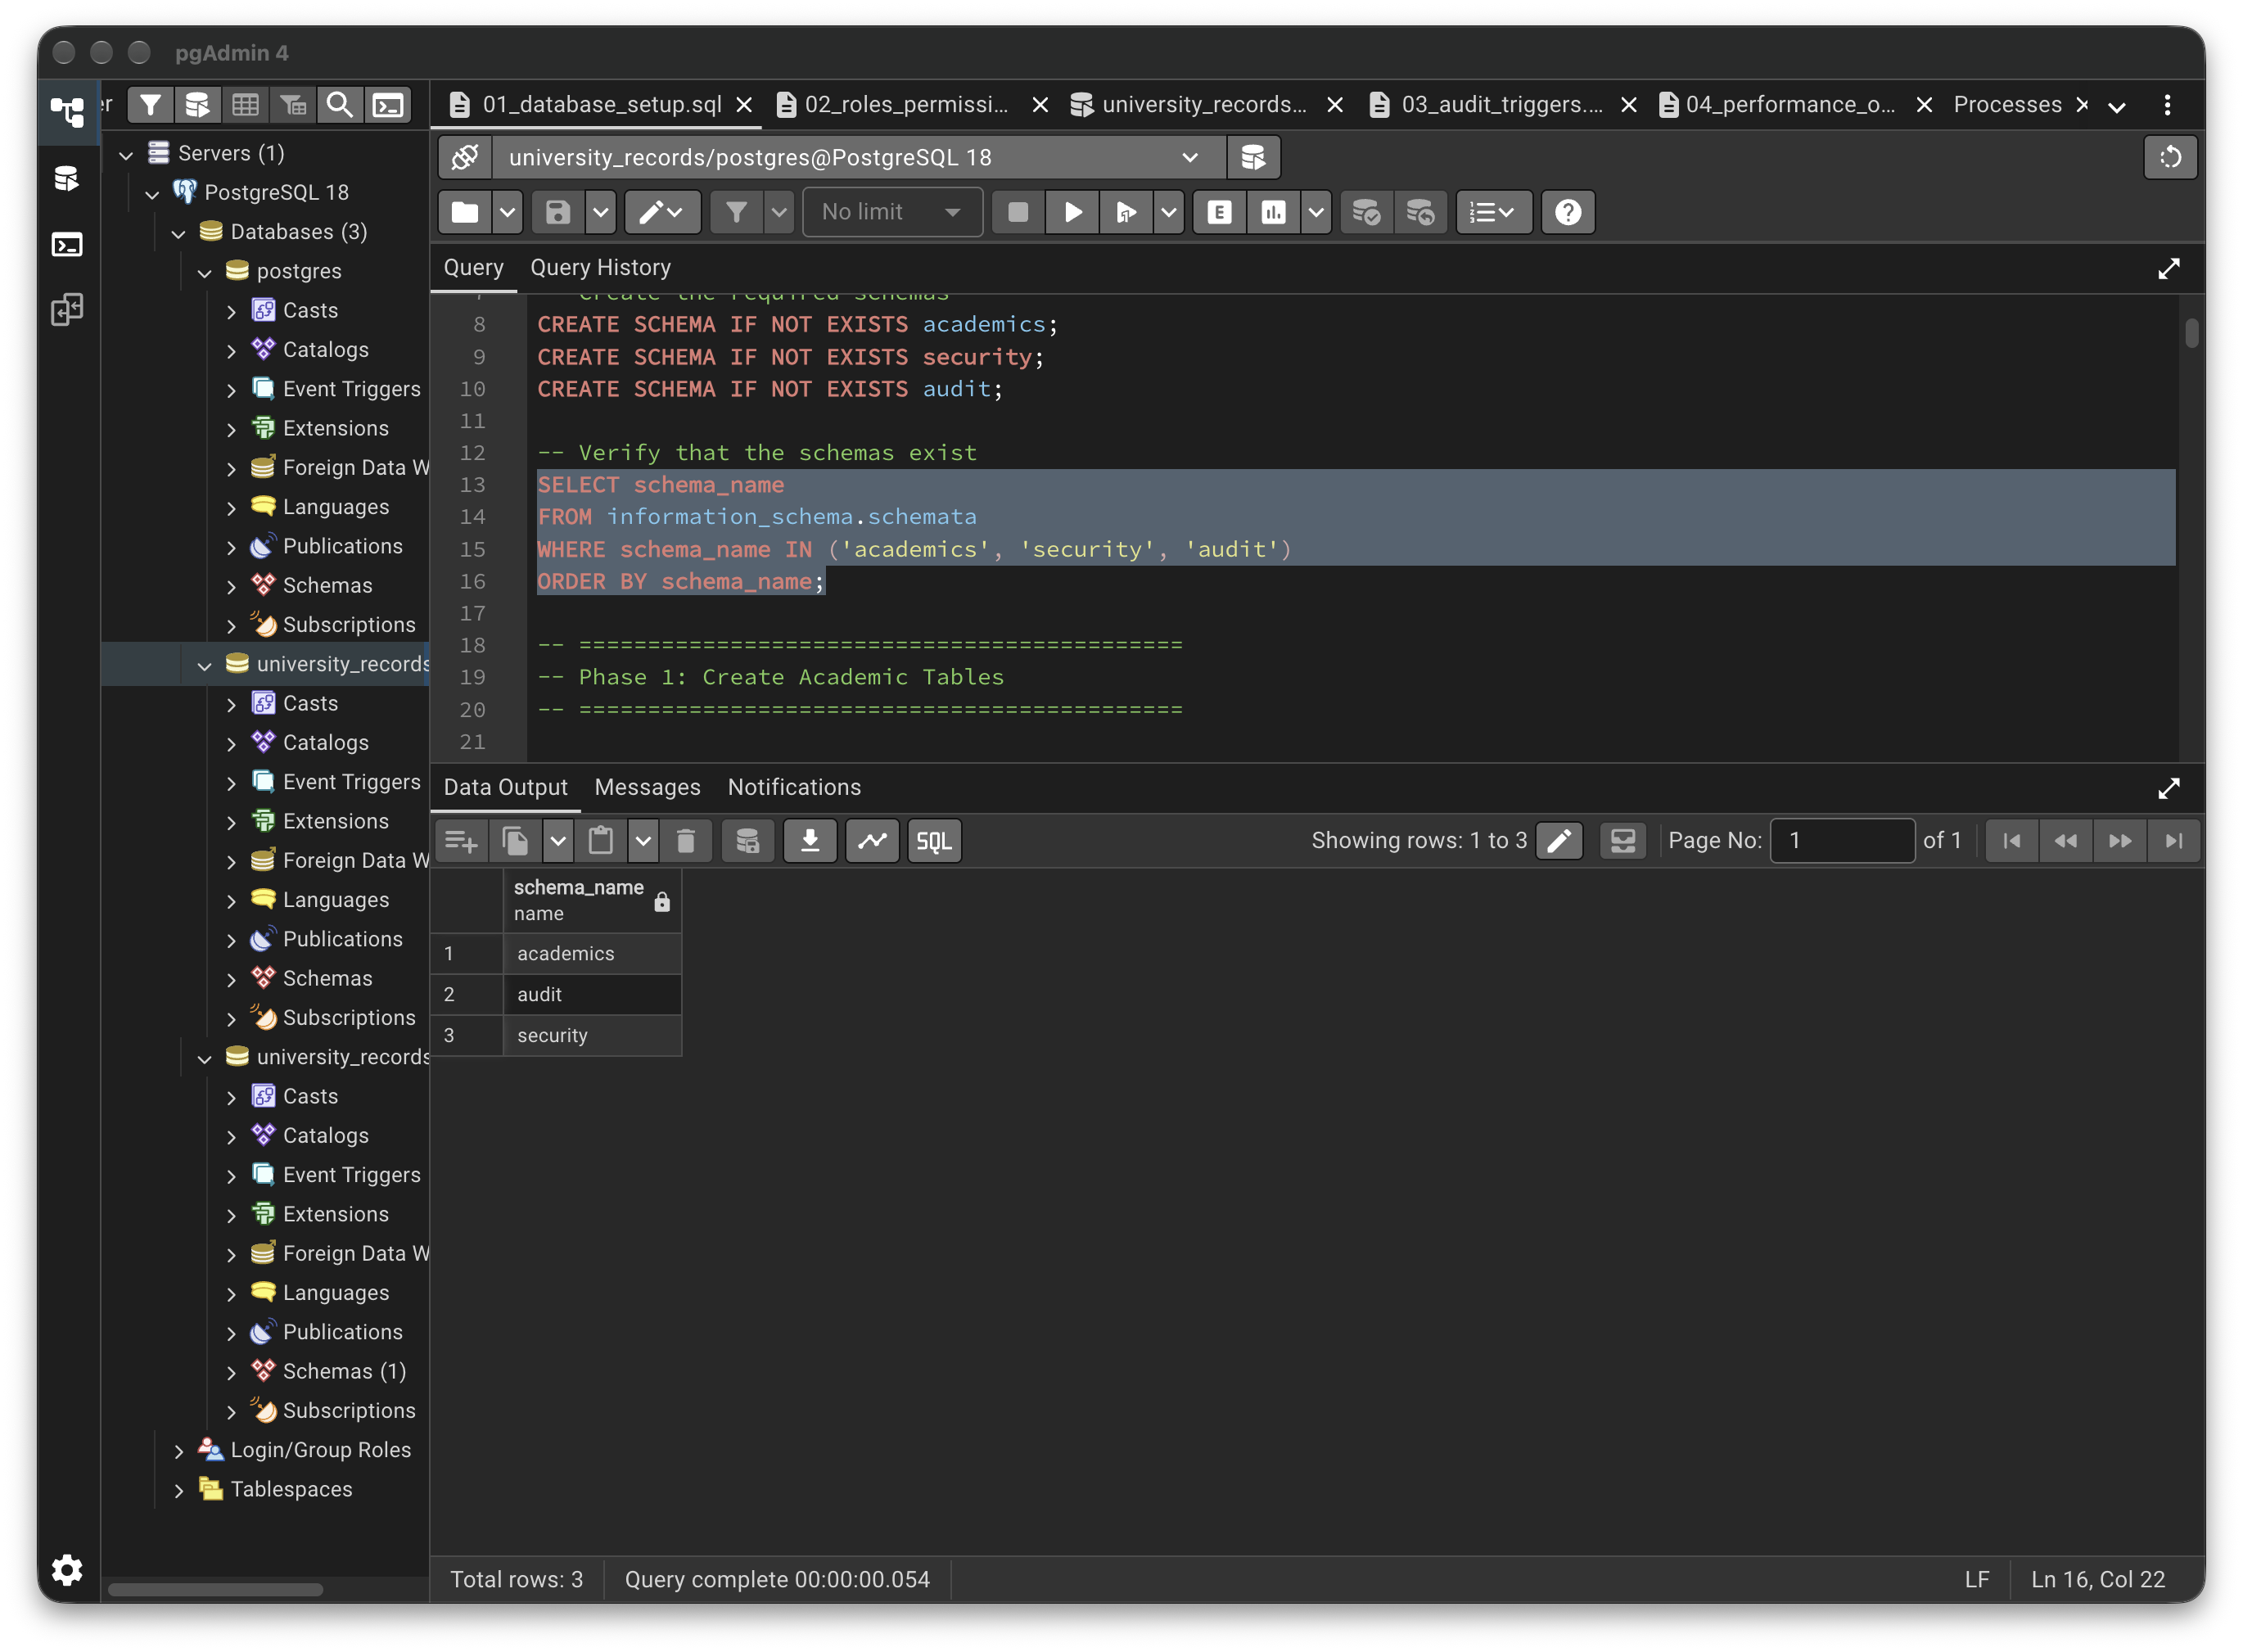 pgAdmin 4
er
01_database_setup.sql
02_roles_permissi...
university_records...
03_audit_triggers....
04_performance_o...
Processes
Servers (1)
PostgreSQL 18
Databases (3)
postgres
Casts
Catalogs
Event Triggers
Extensions
Foreign Data W
Languages
Publications
Schemas
Subscriptions
university_records
Casts
Catalogs
Event Triggers
Extensions
Foreign Data W
Languages
Publications
Schemas
Subscriptions
university_records
Casts
Catalogs
Event Triggers
Extensions
Foreign Data W
Languages
Publications
Schemas (1)
Subscriptions
Login/Group Roles
Tablespaces
university_records/postgres@PostgreSQL 18
No limit
E
Query
Query History
7 -- Create the required schemas
8 CREATE SCHEMA IF NOT EXISTS academics;
9 CREATE SCHEMA IF NOT EXISTS security;
10 CREATE SCHEMA IF NOT EXISTS audit;
11
12 -- Verify that the schemas exist
13 SELECT schema_name
14 FROM information_schema.schemata
15 WHERE schema_name IN ('academics', 'security', 'audit')
16 ORDER BY schema_name;
17
18 -- ============================================
19 -- Phase 1: Create Academic Tables
20 -- ============================================
21
Data Output
Messages
Notifications
SQL
Showing rows: 1 to 3
Page No: 1 of 1
schema_name
name
1 academics
2 audit
3 security
Total rows: 3
Query complete 00:00:00.054
LF
Ln 16, Col 22